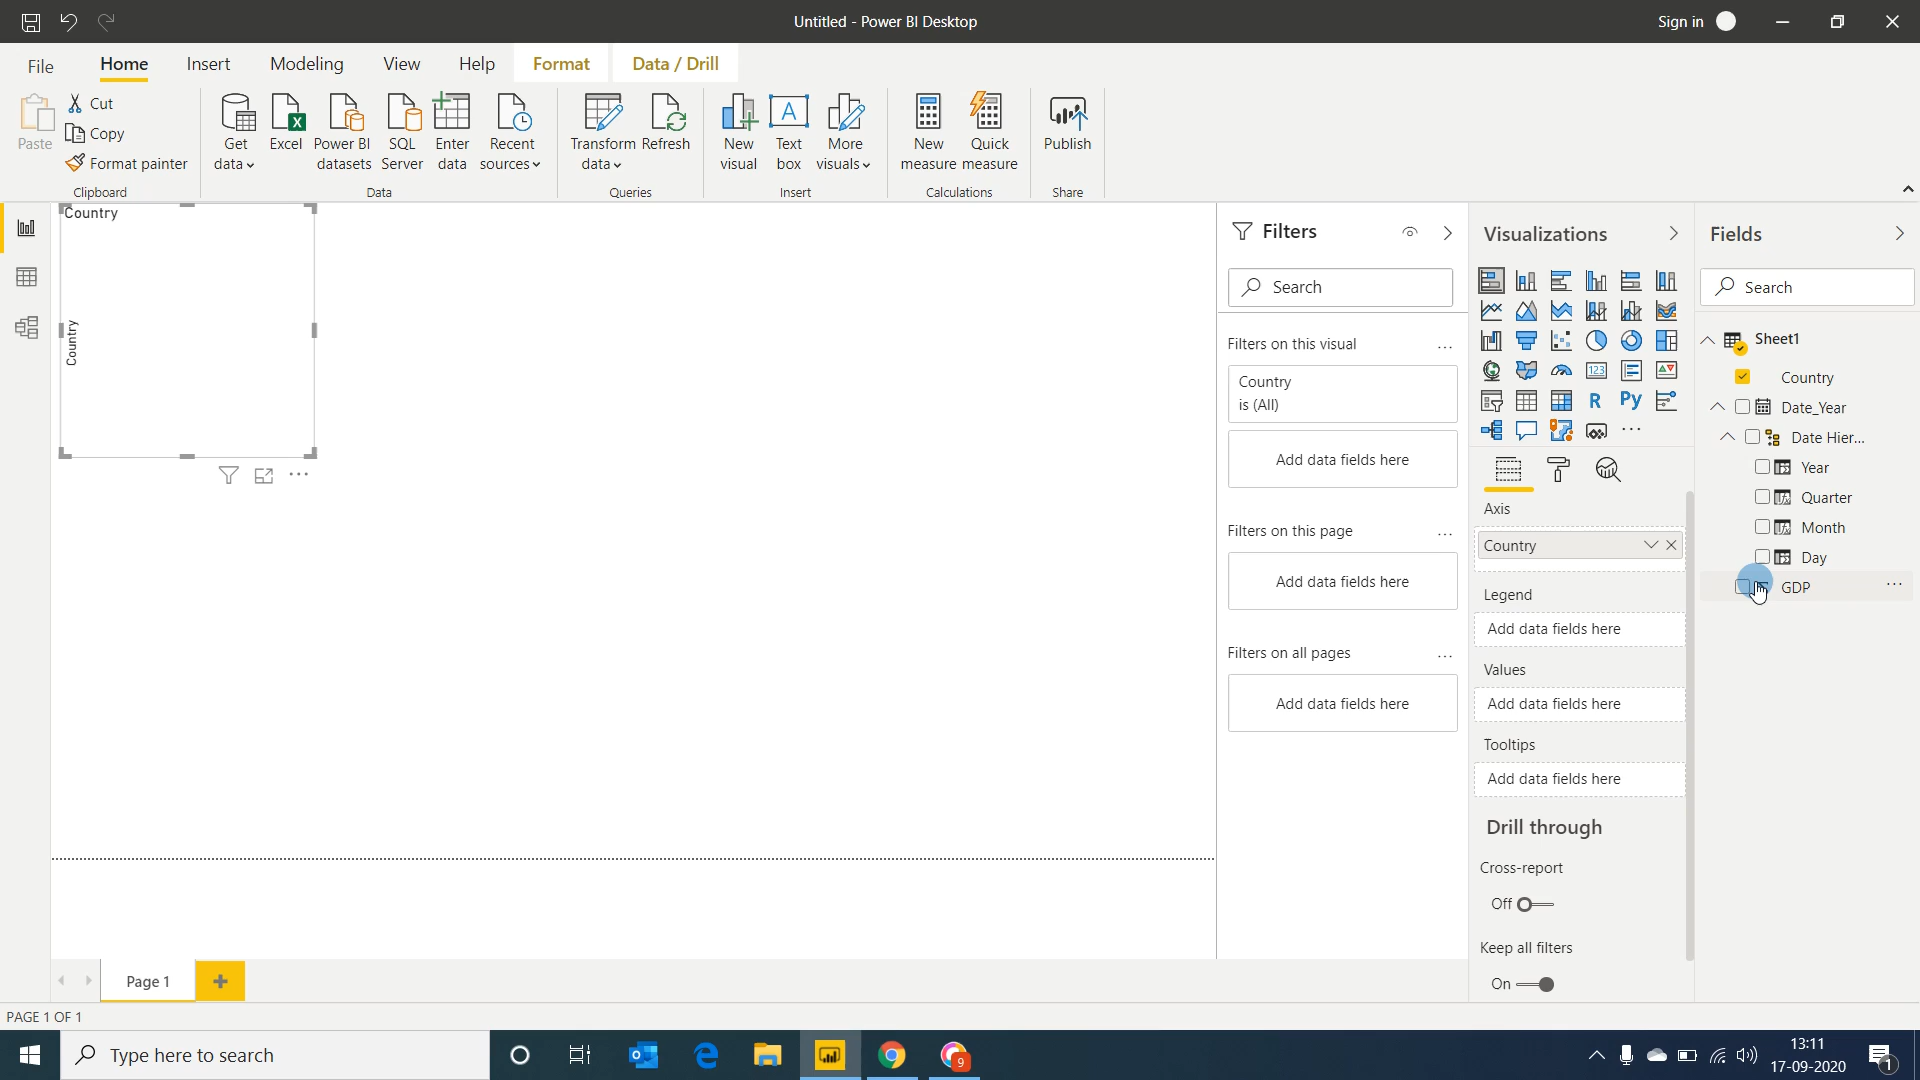 Untitled - Power BI Desktop
Sign in
File
Home
Insert
Modeling
View
Help
Format
Data / Drill
Paste
Cut
Copy
Format painter
Clipboard
Get data
Excel
Power BI datasets
SQL Server
Enter data
Recent sources
Data
Transform data
Refresh
Queries
New visual
Text box
More visuals
Insert
New measure
Quick measure
Calculations
Publish
Share
Country
Country
Filters
Search
Filters on this visual
...
Country
is (All)
Add data fields here
Filters on this page
...
Add data fields here
Filters on all pages
...
Add data fields here
Visualizations
123
R
Py
...
Axis
Country
Legend
Add data fields here
Values
Add data fields here
Tooltips
Add data fields here
Drill through
Cross-report
Off
Keep all filters
On
Fields
Search
Sheet1
Country
Date_Year
Date Hier...
Year
Quarter
Month
Day
GDP
...
Page 1
PAGE 1 OF 1
Type here to search
9
13:11
17-09-2020
1